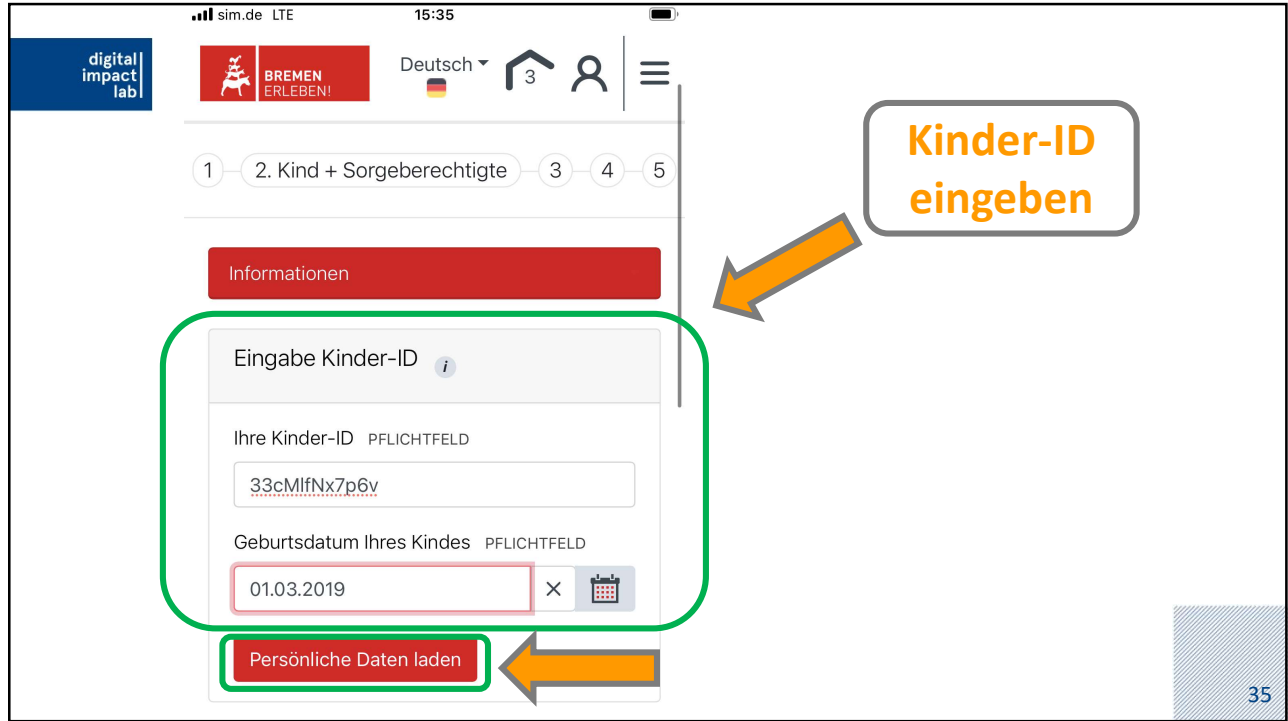 sim.de LTE 15:35
digital
impact
lab
BREMEN
ERLEBEN!
Deutsch
3
1 2. Kind + Sorgeberechtigte 3 4 5
Kinder-ID
eingeben
Informationen
Eingabe Kinder-ID i
Ihre Kinder-ID PFLICHTFELD
33cMlfNx7p6v
Geburtsdatum Ihres Kindes PFLICHTFELD
01.03.2019
Persönliche Daten laden
35